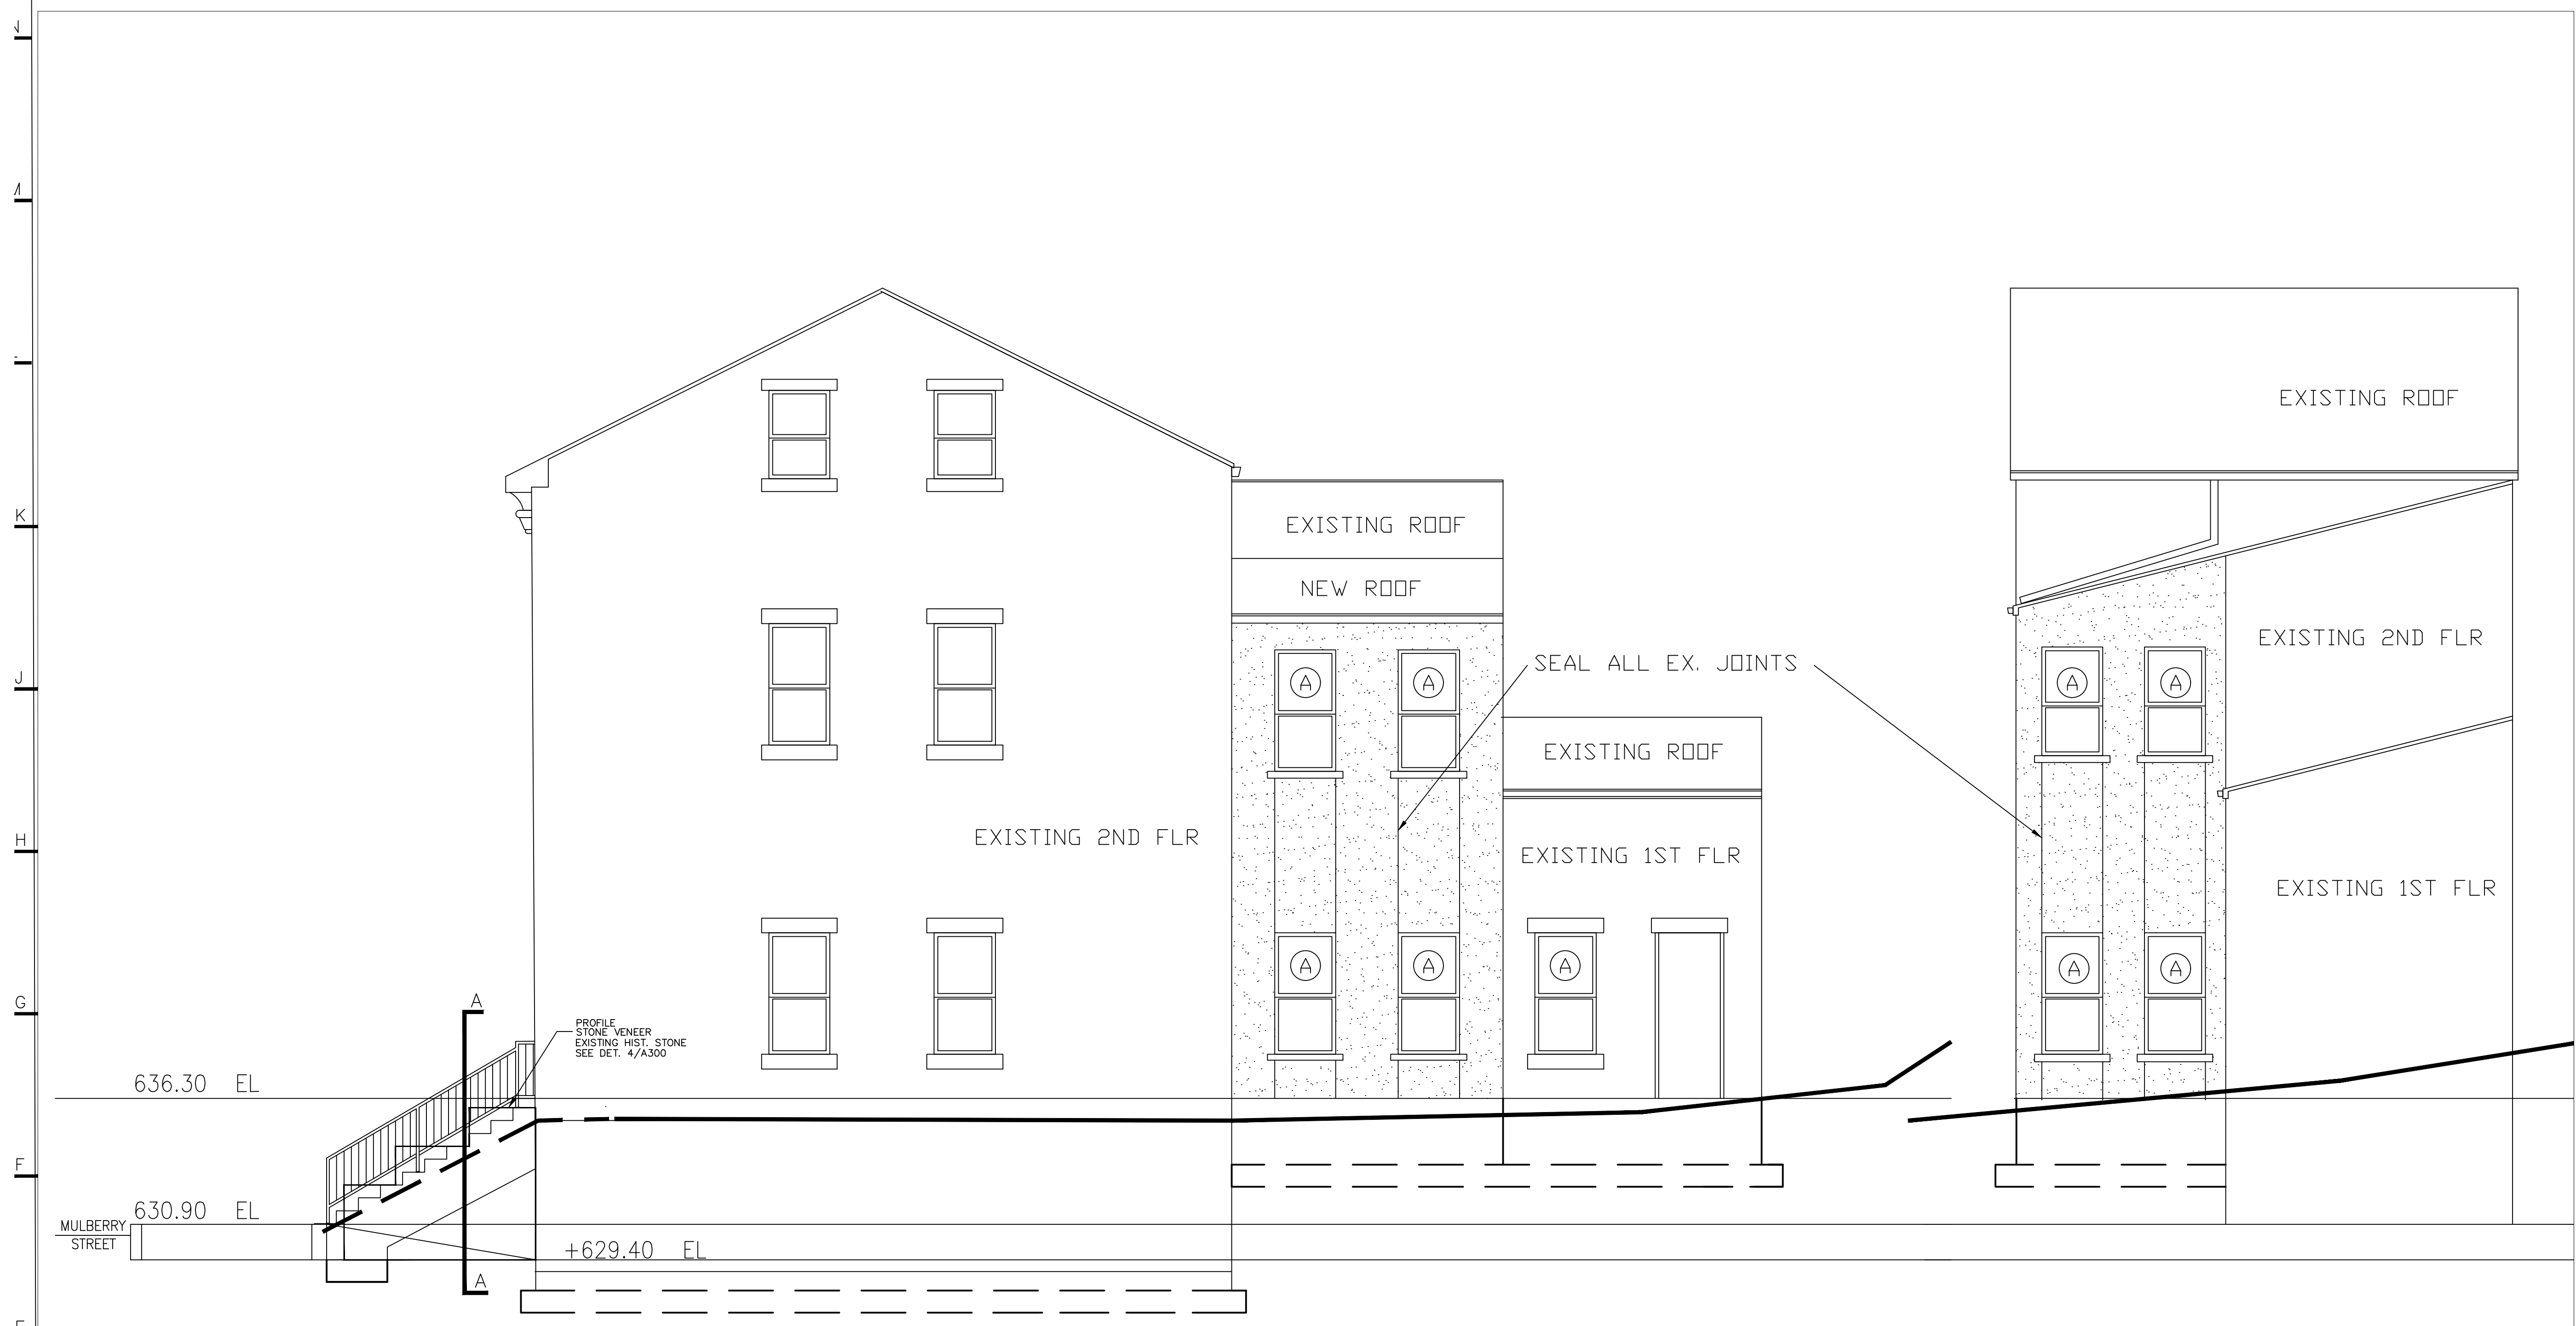 EXISTING ROOF
K
EXISTING ROOF
NEW ROOF
EXISTING 2ND FLR
SEAL ALL EX. JOINTS
J
A
A
A
A
EXISTING ROOF
H
EXISTING 2ND FLR
EXISTING 1ST FLR
EXISTING 1ST FLR
A
A
A
A
A
G
A
PROFILE
STONE VENEER
EXISTING HIST. STONE
SEE DET. 4/A300
636.30 EL
F
630.90 EL
MULBERRY
STREET
+629.40 EL
A